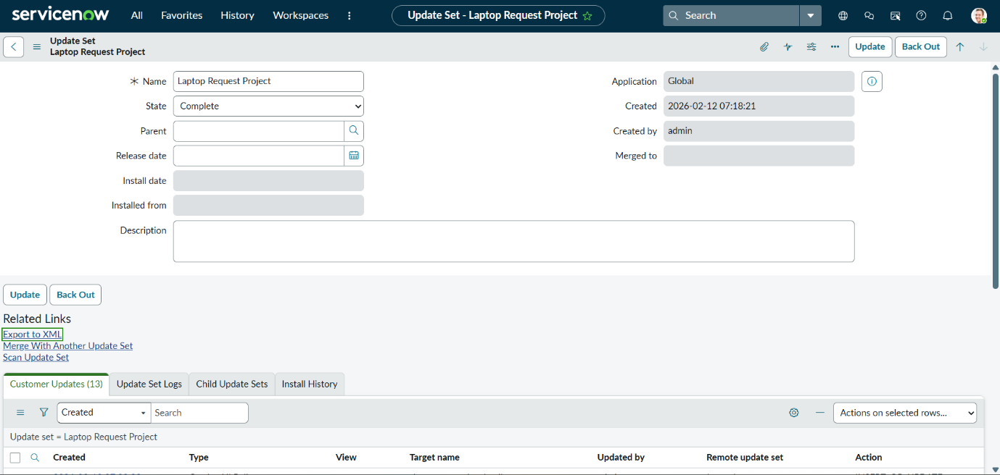 servicenow All Favorites History Workspaces Update Set - Laptop Request Project Search
Update Set
Laptop Request Project
Update Back Out
Name Laptop Request Project Application Global
State Complete Created 2026-02-12 07:18:21
Parent Created by admin
Release date Merged to
Install date
Installed from
Description
Update Back Out
Related Links
Export to XML
Merge With Another Update Set
Scan Update Set
Customer Updates (13) Update Set Logs Child Update Sets Install History
Created Search Actions on selected rows...
Update set = Laptop Request Project
Created Type View Target name Updated by Remote update set Action